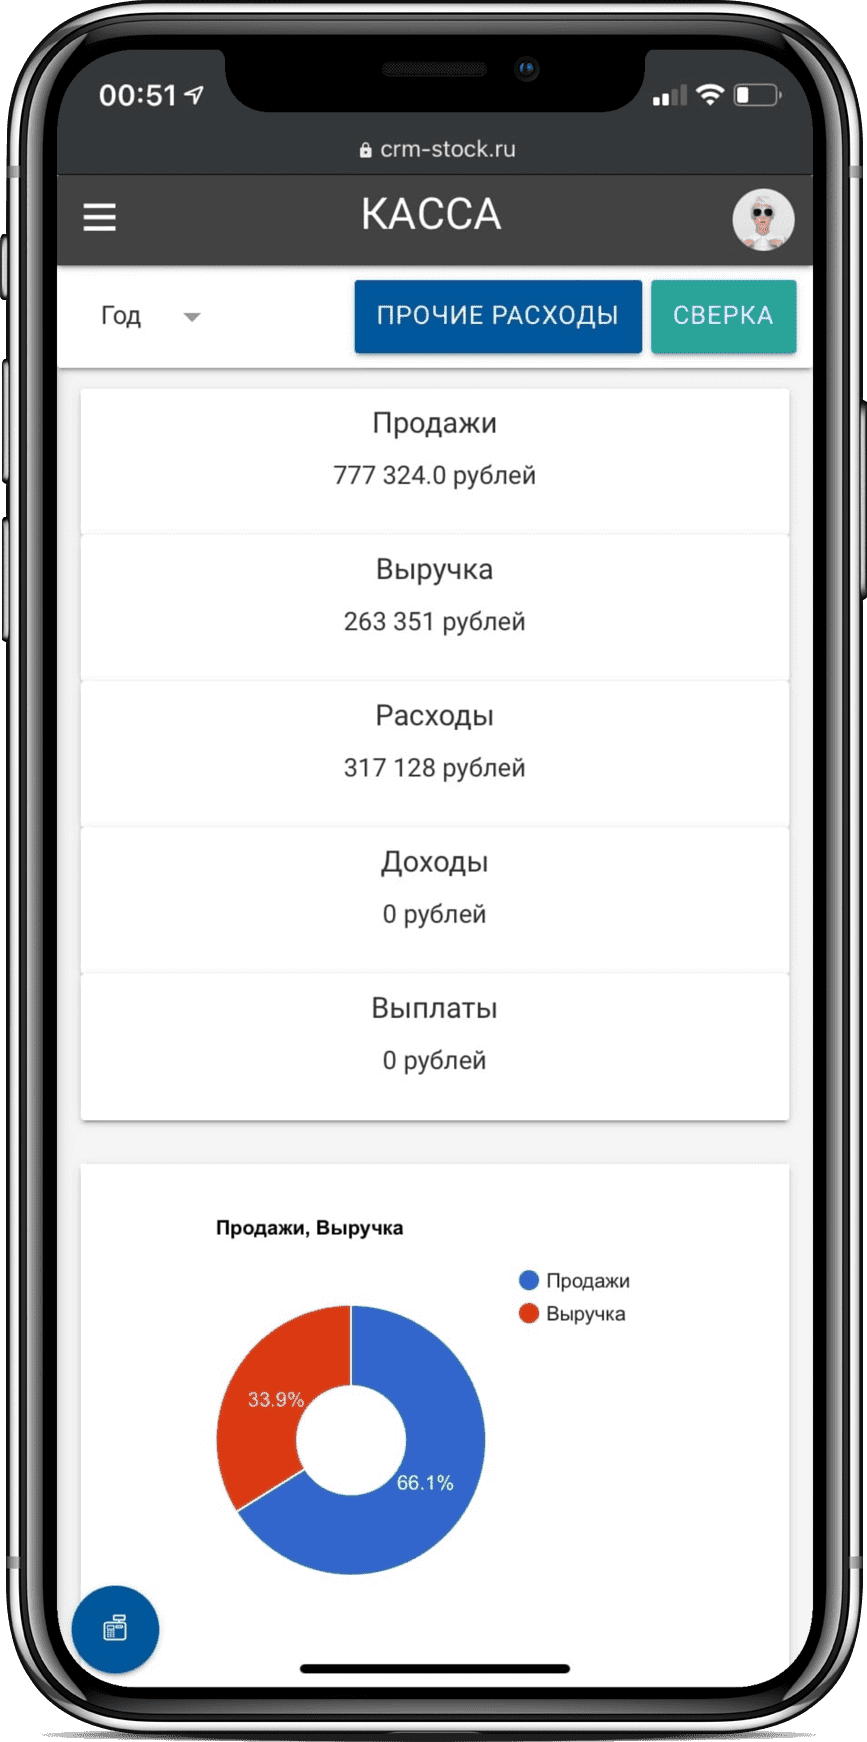 00:51
crm-stock.ru
КАССА
Год
ПРОЧИЕ РАСХОДЫ
СВЕРКА
Продажи
777 324.0 рублей
Выручка
263 351 рублей
Расходы
317 128 рублей
Доходы
0 рублей
Выплаты
0 рублей
Продажи, Выручка
Продажи
Выручка
33.9%
66.1%